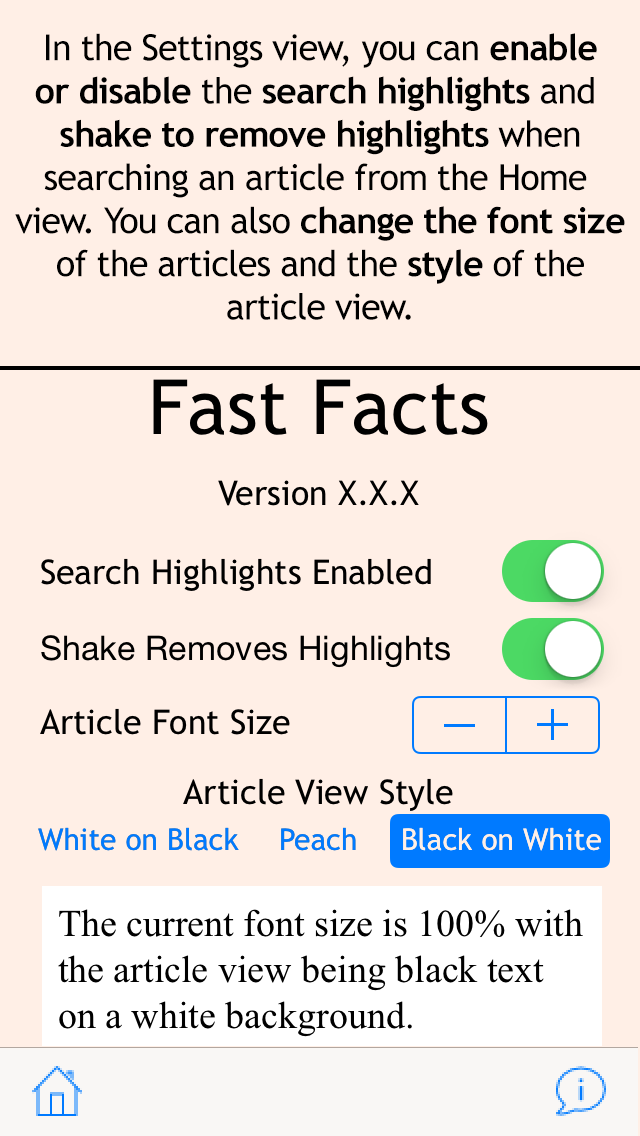 In the Settings view, you can enable
or disable the search highlights and
shake to remove highlights when
searching an article from the Home
view. You can also change the font size
of the articles and the style of the
article view.
Fast Facts
Version X.X.X
Search Highlights Enabled
Shake Removes Highlights
Article Font Size
Article View Style
White on Black Peach Black on White
The current font size is 100% with
the article view being black text
on a white background.